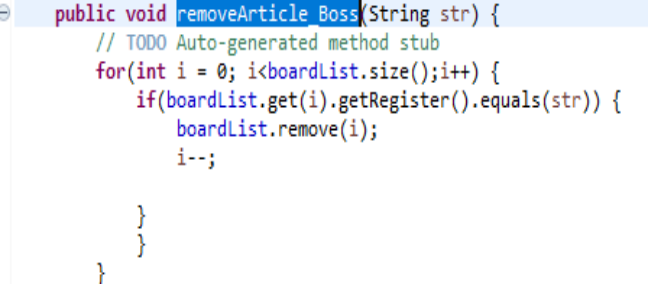 public void removeArticle_Boss(String str) {
// TODO Auto-generated method stub
for(int i = 0; i<boardList.size();i++) {
if(boardList.get(i).getRegister().equals(str)) {
boardList.remove(i);
i--;
}
}
}